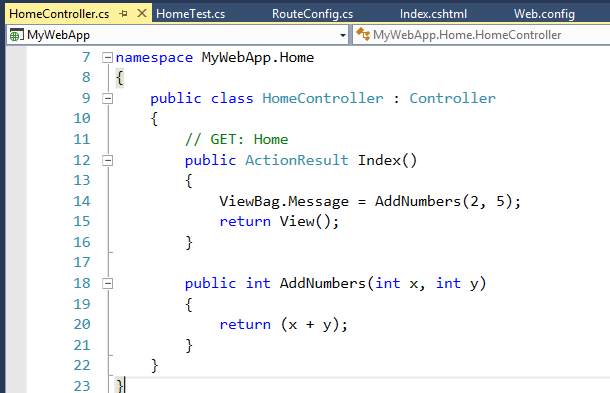 HomeController.cs HomeTest.cs RouteConfig.cs Index.cshtml Web.config
MyWebApp MyWebApp.Home.HomeController
7 namespace MyWebApp.Home
8 {
9 public class HomeController : Controller
10 {
11 // GET: Home
12 public ActionResult Index()
13 {
14 ViewBag.Message = AddNumbers(2, 5);
15 return View();
16 }
17
18 public int AddNumbers(int x, int y)
19 {
20 return (x + y);
21 }
22 }
23 }